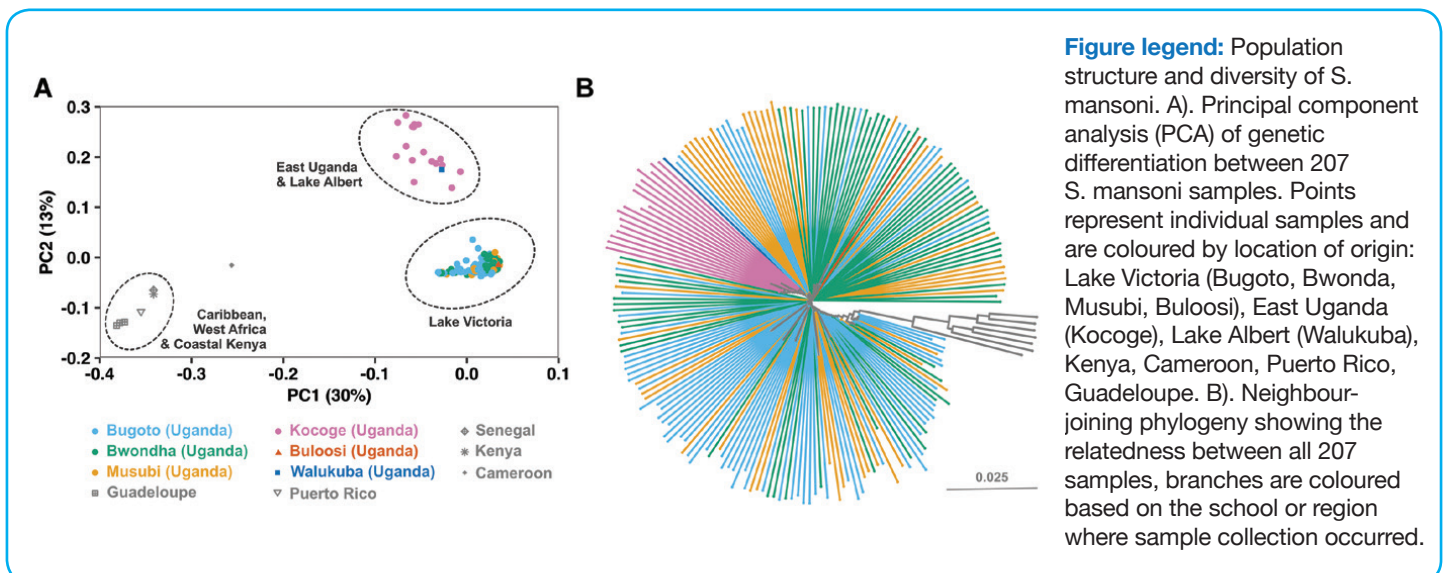 A
0.3
0.2
0.1
0.0
-0.1
-0.2
PC2 (13%)
East Uganda
& Lake Albert
Caribbean,
West Africa
& Coastal Kenya
Lake Victoria
-0.4 -0.3 -0.2 -0.1 0.0 0.1
PC1 (30%)
Bugoto (Uganda) Kocoge (Uganda) Senegal
Bwondha (Uganda) Buloosi (Uganda) Kenya
Musubi (Uganda) Walukuba (Uganda) Cameroon
Guadeloupe Puerto Rico
B
0.025
Figure legend: Population
structure and diversity of S.
mansoni. A). Principal component
analysis (PCA) of genetic
differentiation between 207
S. mansoni samples. Points
represent individual samples and
are coloured by location of origin:
Lake Victoria (Bugoto, Bwonda,
Musubi, Buloosi), East Uganda
(Kocoge), Lake Albert (Walukuba),
Kenya, Cameroon, Puerto Rico,
Guadeloupe. B). Neighbour-
joining phylogeny showing the
relatedness between all 207
samples, branches are coloured
based on the school or region
where sample collection occurred.